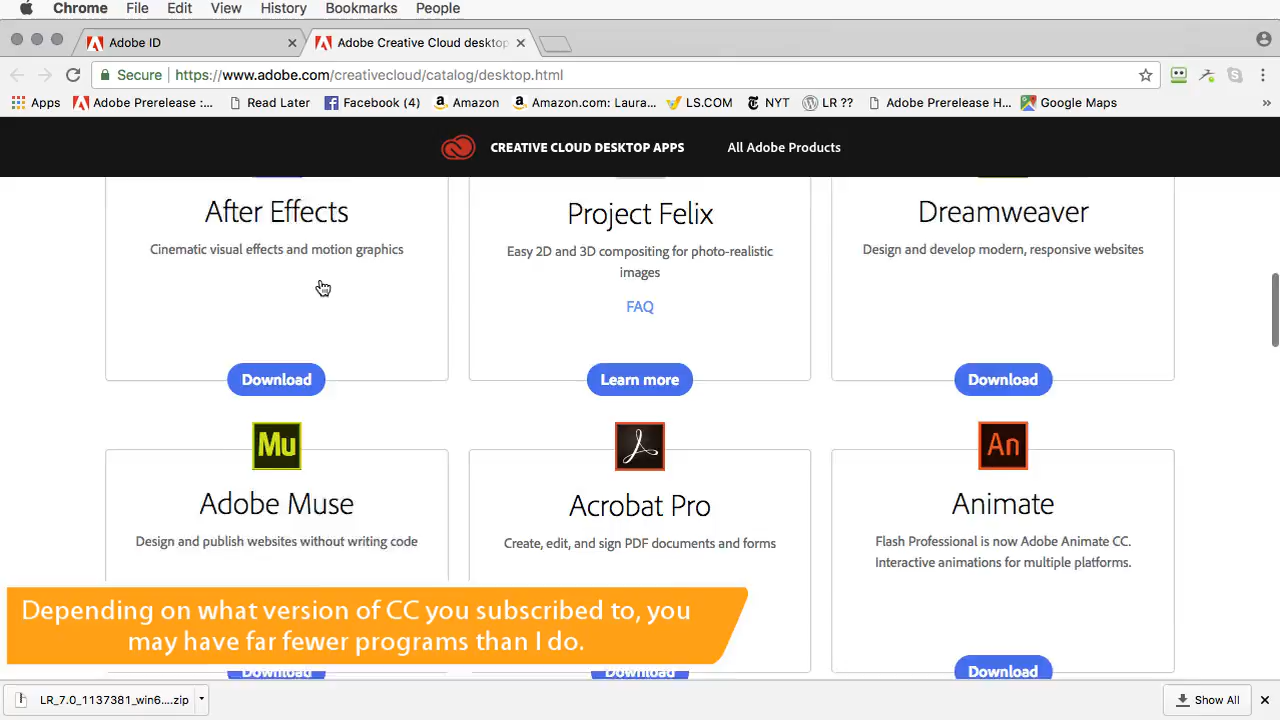 Chrome File Edit View History Bookmarks People
Adobe ID
Adobe Creative Cloud desktop
Secure https://www.adobe.com/creativecloud/catalog/desktop.html
Apps Adobe Prerelease :... Read Later Facebook (4) Amazon Amazon.com: Laura... LS.COM NYT LR ?? Adobe Prerelease H... Google Maps »
CREATIVE CLOUD DESKTOP APPS All Adobe Products
After Effects
Cinematic visual effects and motion graphics
Download
Project Felix
Easy 2D and 3D compositing for photo-realistic
images
FAQ
Learn more
Dreamweaver
Design and develop modern, responsive websites
Download
Mu
Adobe Muse
Design and publish websites without writing code
Download
Acrobat Pro
Create, edit, and sign PDF documents and forms
Download
An
Animate
Flash Professional is now Adobe Animate CC.
Interactive animations for multiple platforms.
Download
Depending on what version of CC you subscribed to, you
may have far fewer programs than I do.
LR_7.0_1137381_win6....zip
Show All